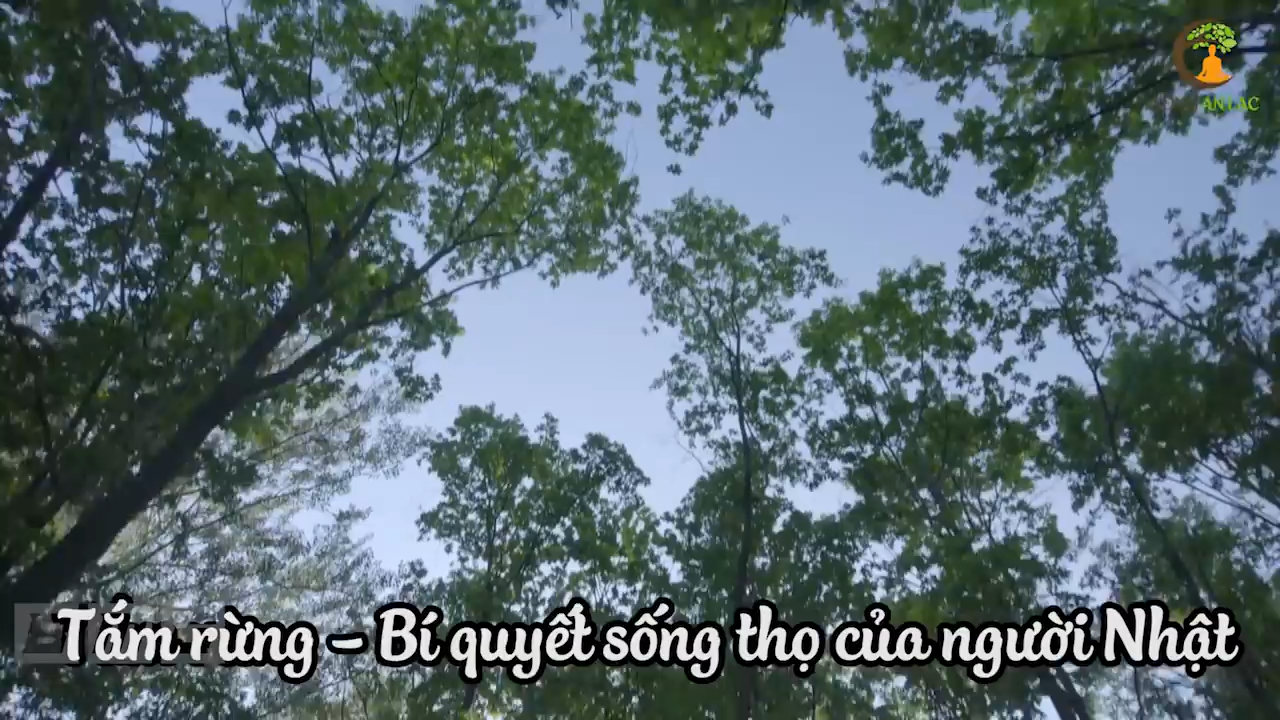 AN LẠC
Tắm rừng – Bí quyết sống thọ của người Nhật